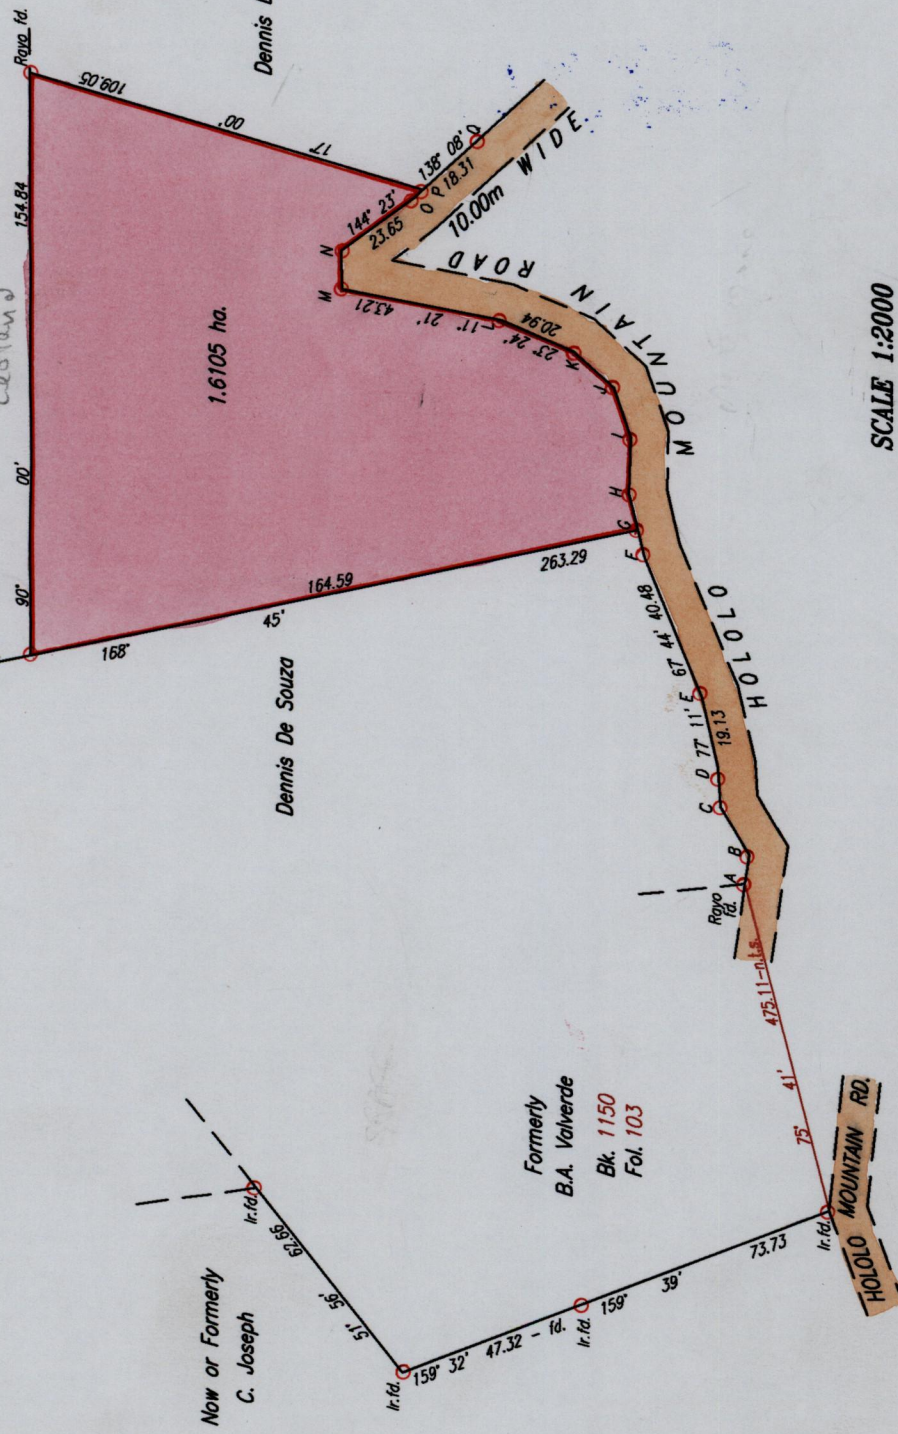 Rayo fd.
Dennis
154.84
109.05
00'
17°
90°
00'
1.6105 ha.
N
144° 23'
23.65
O
P
138° 08'
18.31
Q
10.00m WIDE
M
43.21
21'
11°
L
20.94
23° 24'
K
J
I
H
G
F
168°
45'
164.59
263.29
40.48
67° 44'
E
77° 11'
19.13
D
C
B
A
Rayo
fd.
HOLOLO MOUNTAIN ROAD
Dennis De Souza
475.11-n.t.s.
41'
75°
Formerly
B.A. Valverde
Bk. 1150
Fol. 103
Ir.fd.
62.66
56'
51°
Now or Formerly
C. Joseph
Ir.fd.
159° 32'
47.32 - fd.
Ir.fd.
159°
39'
73.73
Ir.fd.
HOLOLO MOUNTAIN RD.
SCALE 1:2000